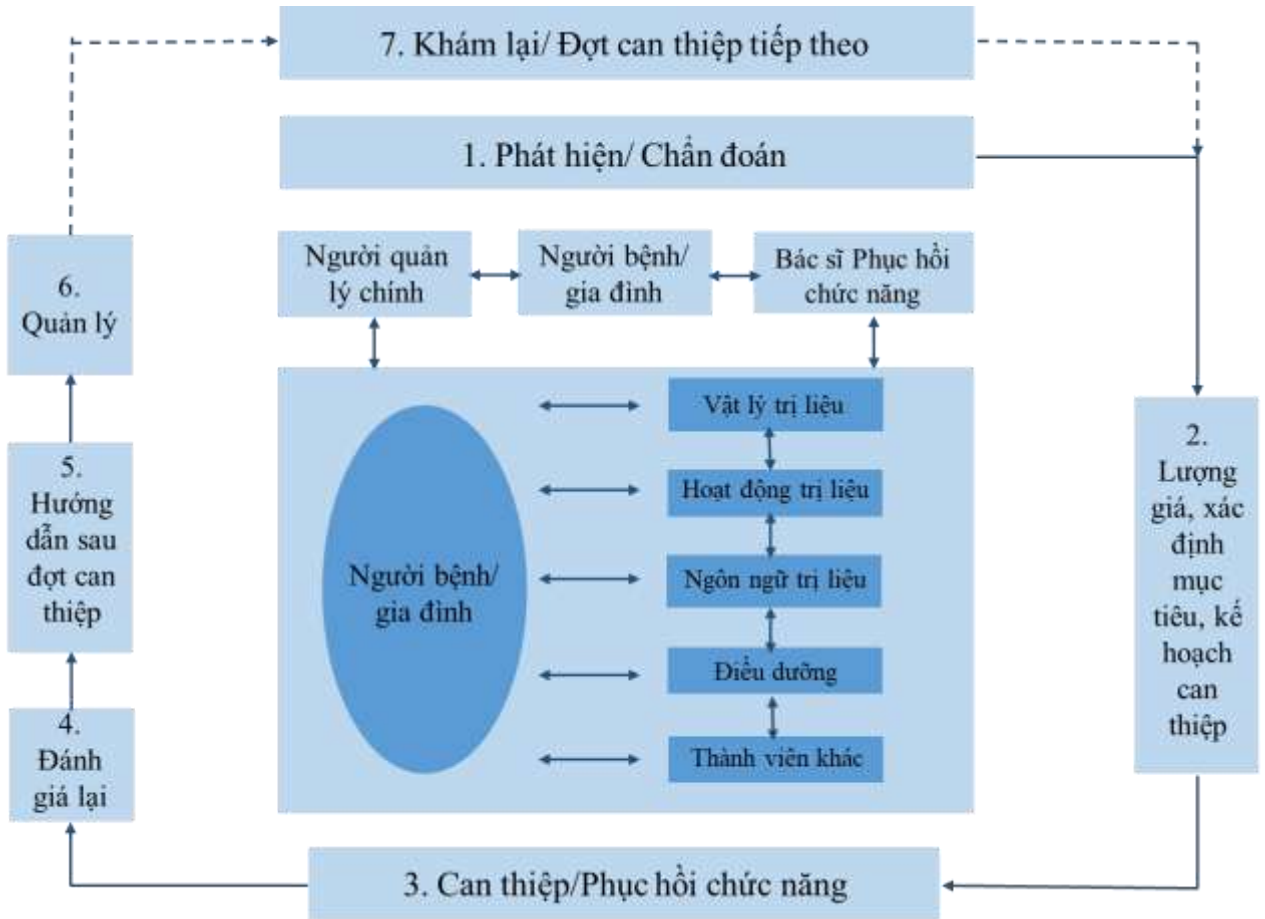 7. Khám lại/ Đợt can thiệp tiếp theo
1. Phát hiện/ Chẩn đoán
Người quản
lý chính
Người bệnh/
gia đình
Bác sĩ Phục hồi
chức năng
6.
Quản lý
Vật lý trị liệu
Hoạt động trị liệu
Ngôn ngữ trị liệu
Điều dưỡng
Thành viên khác
Người bệnh/
gia đình
2.
Lượng
giá, xác
định
mục
tiêu, kế
hoạch
can
thiệp
5.
Hướng
dẫn sau
đợt can
thiệp
4.
Đánh
giá lại
3. Can thiệp/Phục hồi chức năng